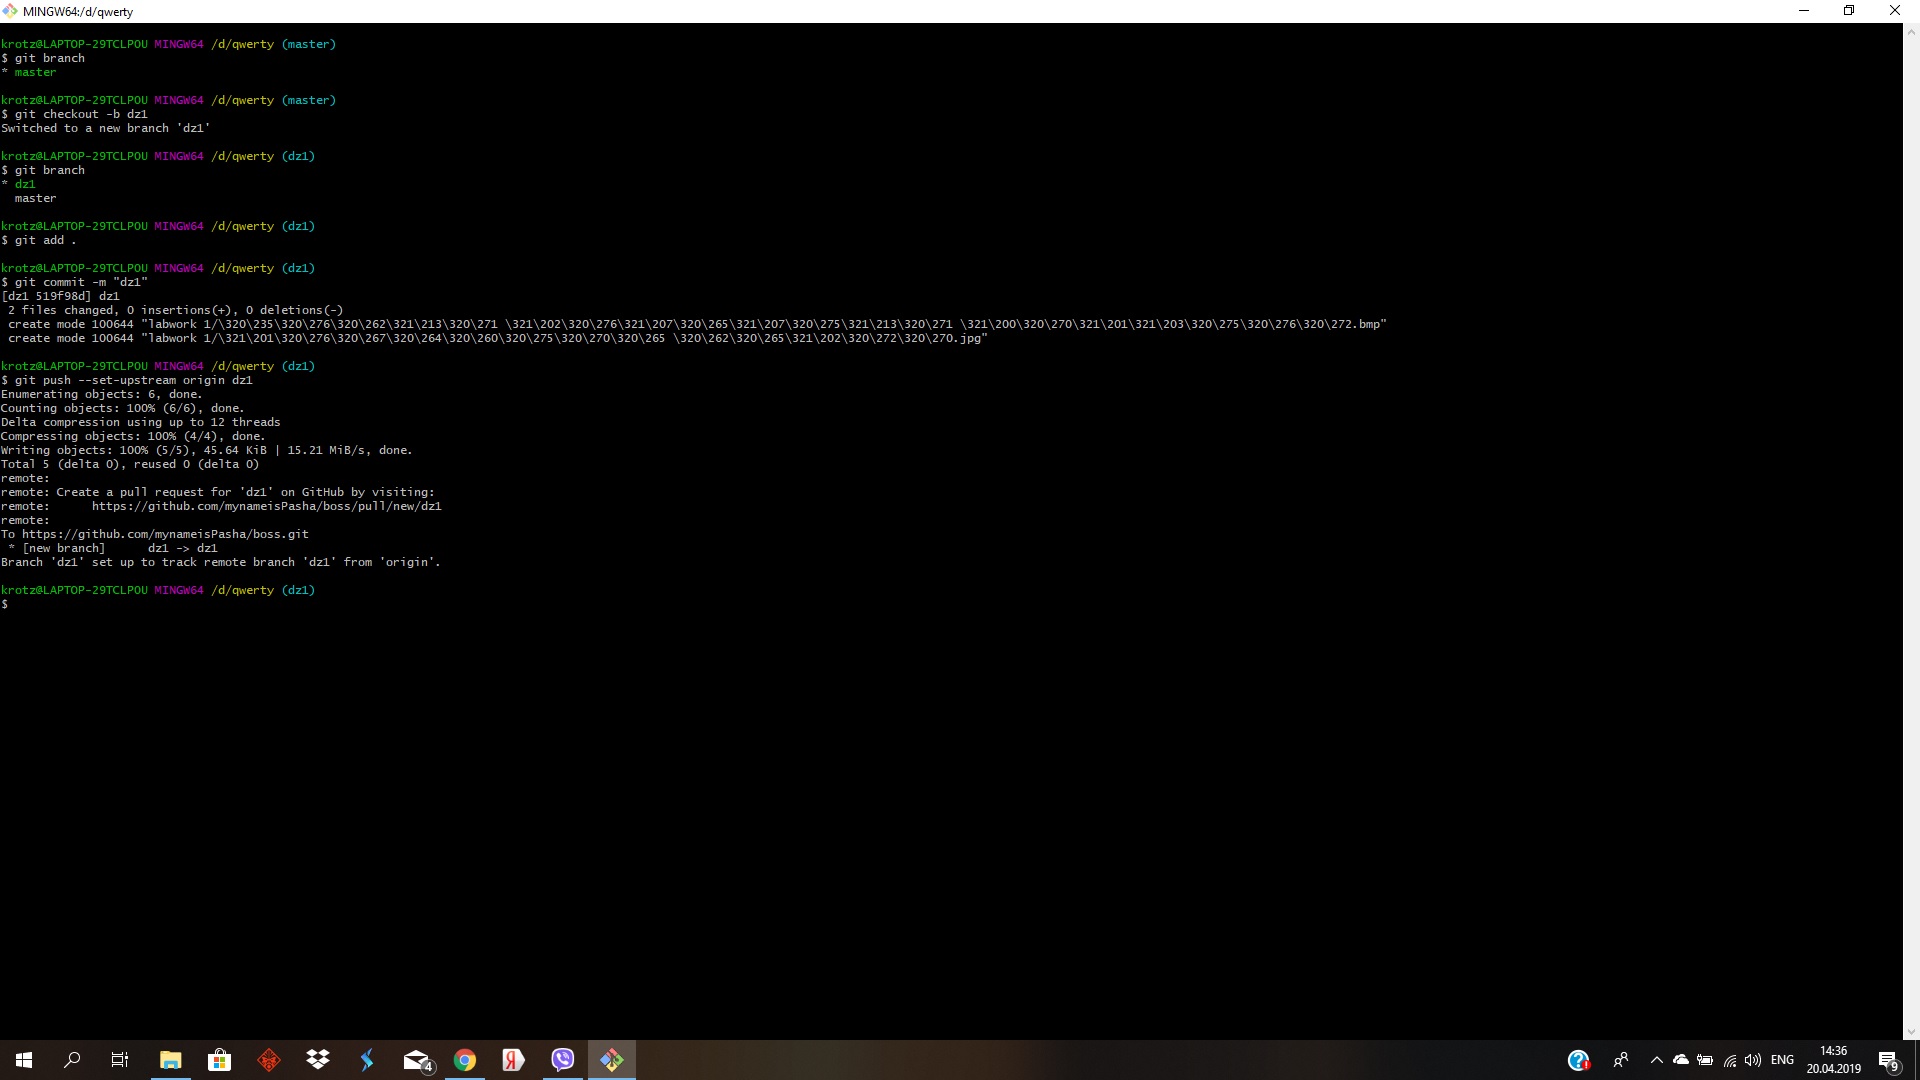 MINGW64:/d/qwerty
krotz@LAPTOP-29TCLPOU MINGW64 /d/qwerty (master)
$ git branch
* master
krotz@LAPTOP-29TCLPOU MINGW64 /d/qwerty (master)
$ git checkout -b dz1
Switched to a new branch 'dz1'
krotz@LAPTOP-29TCLPOU MINGW64 /d/qwerty (dz1)
$ git branch
* dz1
  master
krotz@LAPTOP-29TCLPOU MINGW64 /d/qwerty (dz1)
$ git add .
krotz@LAPTOP-29TCLPOU MINGW64 /d/qwerty (dz1)
$ git commit -m "dz1"
[dz1 519f98d] dz1
 2 files changed, 0 insertions(+), 0 deletions(-)
 create mode 100644 "labwork 1/\320\235\320\276\320\262\321\213\320\271 \321\202\320\276\321\207\320\265\321\207\320\275\321\213\320\271 \321\200\320\270\321\201\321\203\320\275\320\276\320\272.bmp"
 create mode 100644 "labwork 1/\321\201\320\276\320\267\320\264\320\260\320\275\320\270\320\265 \320\262\320\265\321\202\320\272\320\270.jpg"
krotz@LAPTOP-29TCLPOU MINGW64 /d/qwerty (dz1)
$ git push --set-upstream origin dz1
Enumerating objects: 6, done.
Counting objects: 100% (6/6), done.
Delta compression using up to 12 threads
Compressing objects: 100% (4/4), done.
Writing objects: 100% (5/5), 45.64 KiB | 15.21 MiB/s, done.
Total 5 (delta 0), reused 0 (delta 0)
remote:
remote: Create a pull request for 'dz1' on GitHub by visiting:
remote:      https://github.com/mynameisPasha/boss/pull/new/dz1
remote:
To https://github.com/mynameisPasha/boss.git
 * [new branch]      dz1 -> dz1
Branch 'dz1' set up to track remote branch 'dz1' from 'origin'.
krotz@LAPTOP-29TCLPOU MINGW64 /d/qwerty (dz1)
$
4
Я
ENG
14:36
20.04.2019
9